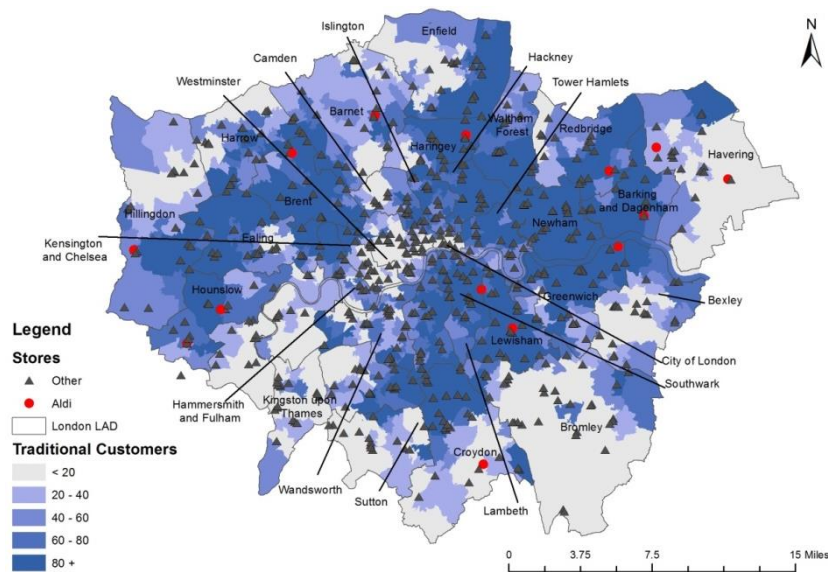 Islington
Enfield
N
Camden
Hackney
Westminster
Tower Hamlets
Barnet
Waltham
Forest
Redbridge
Harrow
Haringey
Havering
Brent
Barking
and Dagenham
Hillingdon
Newham
Ealing
Kensington
and Chelsea
Hounslow
Greenwich
Bexley
Legend
Stores
Other
Aldi
London LAD
Lewisham
City of London
Southwark
Hammersmith
and Fulham
Kingston upon
Thames
Bromley
Traditional Customers
< 20
20 - 40
40 - 60
60 - 80
80 +
Croydon
Wandsworth
Sutton
Lambeth
0 3.75 7.5 15 Miles